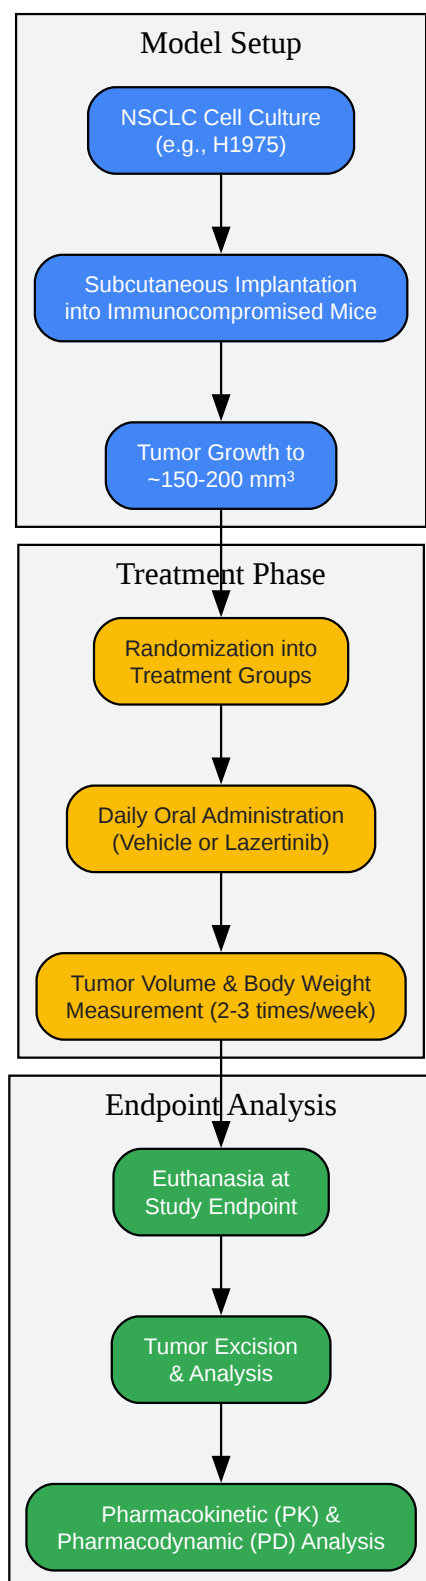 Model Setup
NSCLC Cell Culture
(e.g., H1975)
Subcutaneous Implantation
into Immunocompromised Mice
Tumor Growth to
~150-200 mm³
Treatment Phase
Randomization into
Treatment Groups
Daily Oral Administration
(Vehicle or Lazertinib)
Tumor Volume & Body Weight
Measurement (2-3 times/week)
Endpoint Analysis
Euthanasia at
Study Endpoint
Tumor Excision
& Analysis
Pharmacokinetic (PK) &
Pharmacodynamic (PD) Analysis